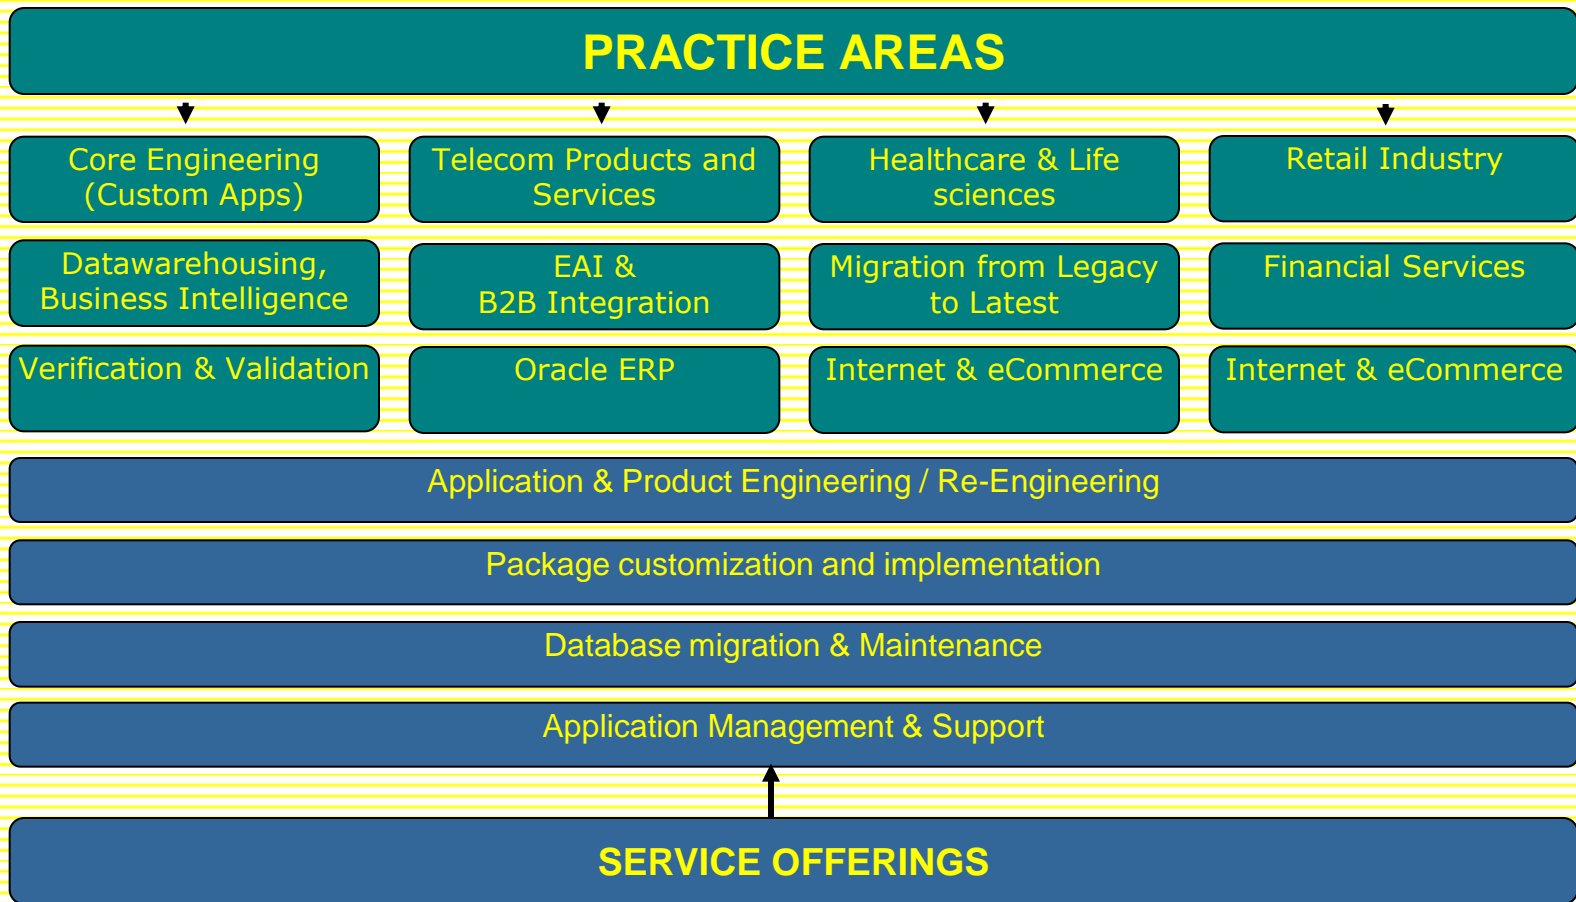 PRACTICE AREAS
Core Engineering
(Custom Apps)
Telecom Products and
Services
Healthcare & Life
sciences
Retail Industry
Datawarehousing,
Business Intelligence
EAI &
B2B Integration
Migration from Legacy
to Latest
Financial Services
Verification & Validation
Oracle ERP
Internet & eCommerce
Internet & eCommerce
Application & Product Engineering / Re-Engineering
Package customization and implementation
Database migration & Maintenance
Application Management & Support
SERVICE OFFERINGS